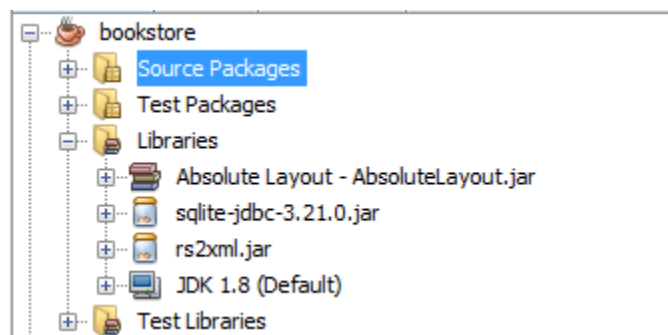 bookstore
Source Packages
Test Packages
Libraries
Absolute Layout - AbsoluteLayout.jar
sqlite-jdbc-3.21.0.jar
rs2xml.jar
JDK 1.8 (Default)
Test Libraries